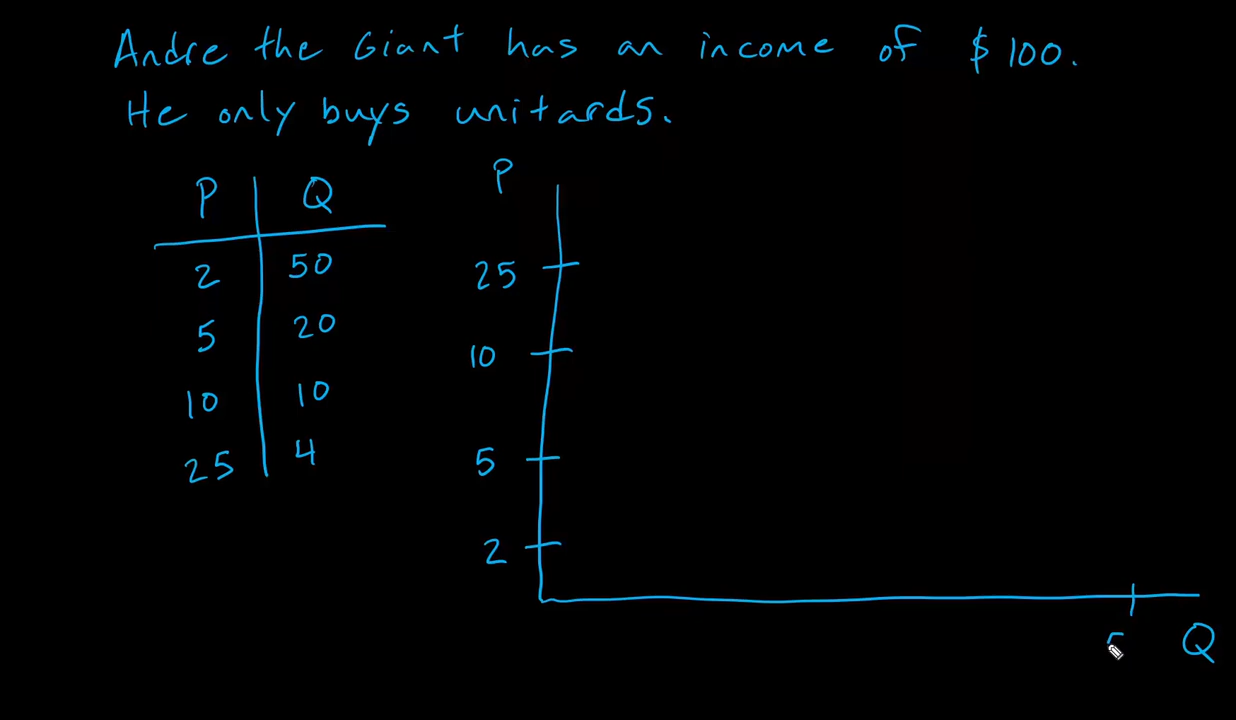 Andre the Giant has an income of $100.
He only buys unitards.
P Q
2 50
5 20
10 10
25 4
P
25
10
5
2
Q